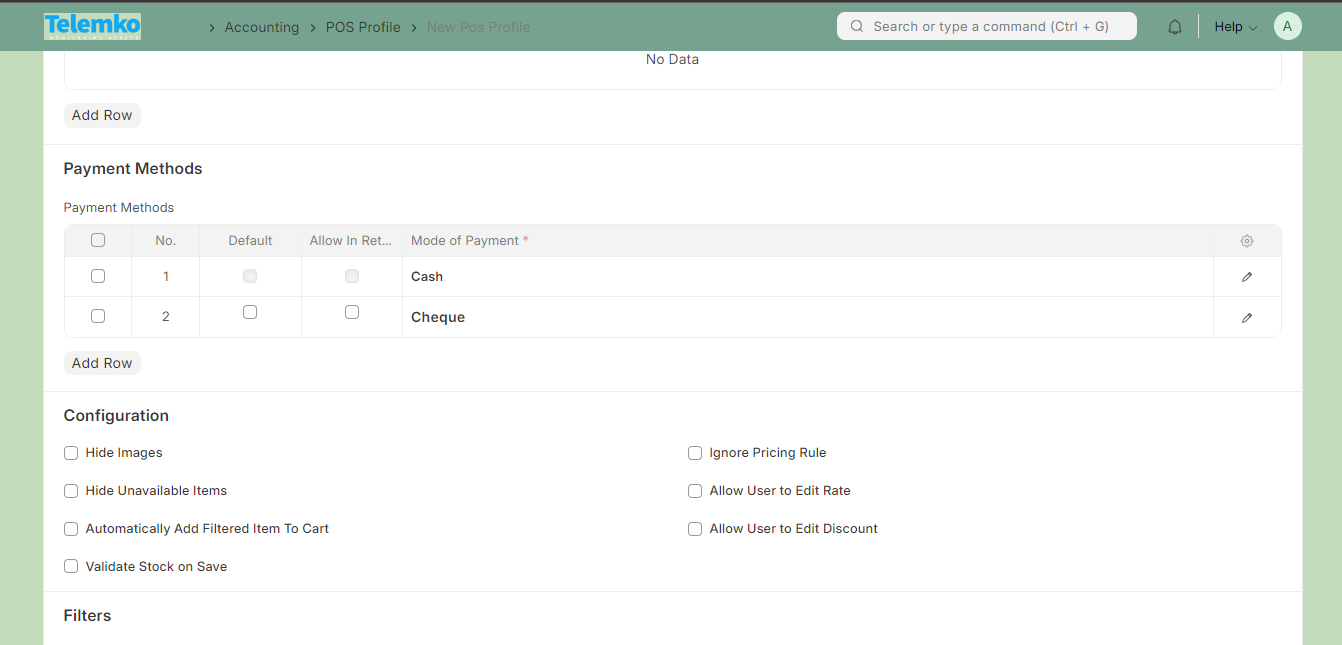 Telemko
Accounting POS Profile New Pos Profile
Search or type a command (Ctrl + G)
Help
A
No Data
Add Row
Payment Methods
Payment Methods
No. Default Allow In Ret... Mode of Payment *
1 Cash
2 Cheque
Add Row
Configuration
Hide Images
Hide Unavailable Items
Automatically Add Filtered Item To Cart
Validate Stock on Save
Ignore Pricing Rule
Allow User to Edit Rate
Allow User to Edit Discount
Filters